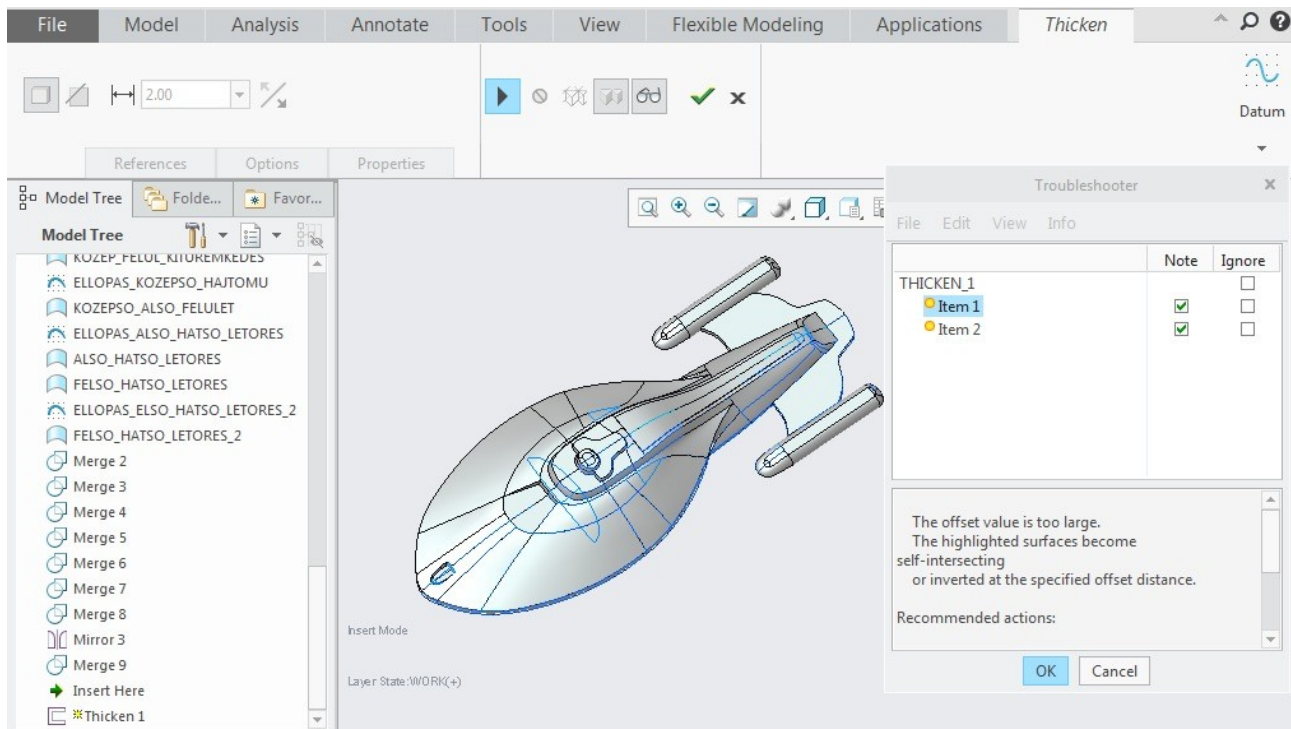 File Model Analysis Annotate Tools View Flexible Modeling Applications Thicken
2.00
Datum
References Options Properties
Troubleshooter
File Edit View Info
Note Ignore
THICKEN_1
Item 1
Item 2
The offset value is too large.
The highlighted surfaces become
self-intersecting
or inverted at the specified offset distance.
Recommended actions:
OK Cancel
Model Tree Folde... Favor...
Model Tree
KOZEP_FELUL_KITUREMKEDES
ELLOPAS_KOZEPSO_HAJTOMU
KOZEPSO_ALSO_FELULET
ELLOPAS_ALSO_HATSO_LETORES
ALSO_HATSO_LETORES
FELSO_HATSO_LETORES
ELLOPAS_ELSO_HATSO_LETORES_2
FELSO_HATSO_LETORES_2
Merge 2
Merge 3
Merge 4
Merge 5
Merge 6
Merge 7
Merge 8
Mirror 3
Merge 9
Insert Here
Thicken 1
Insert Mode
Layer State:WORK(+)